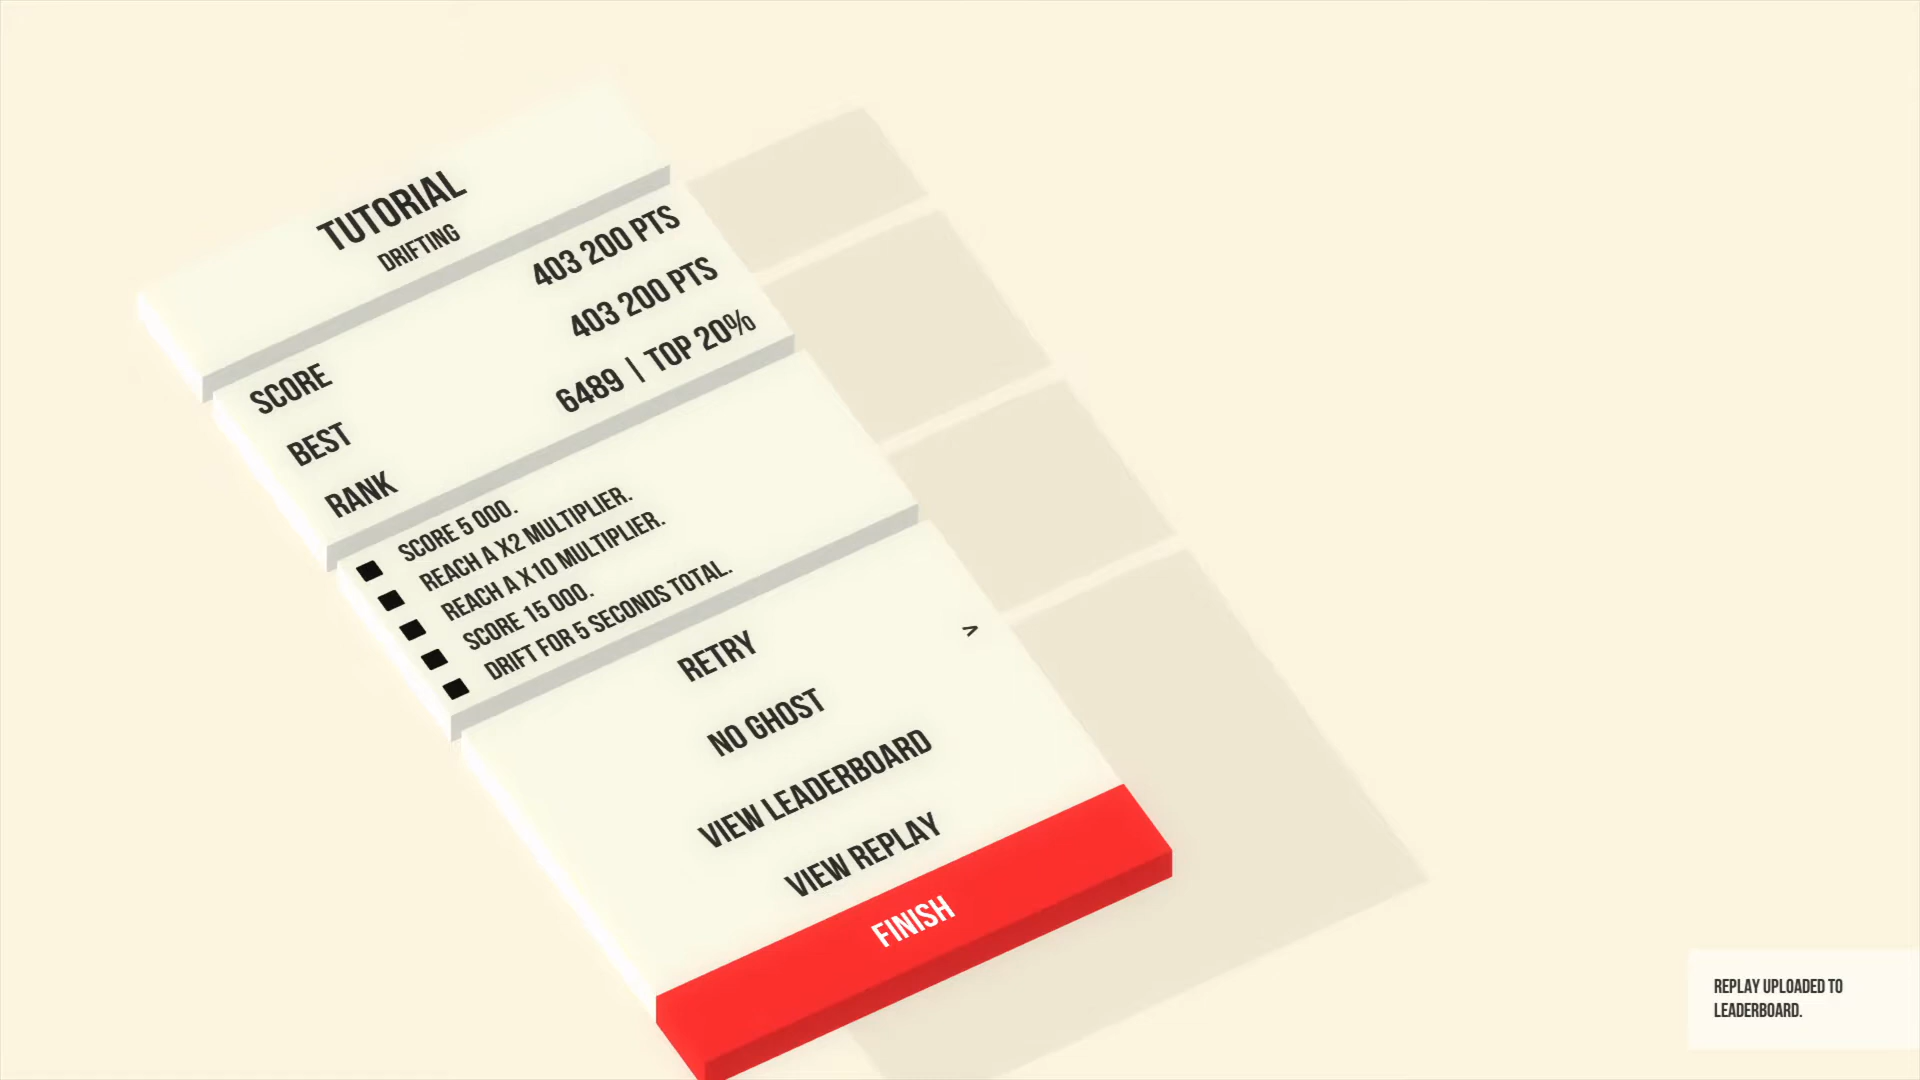 TUTORIAL
DRIFTING
SCORE 403 200 PTS
BEST 403 200 PTS
RANK 6489 | TOP 20%
SCORE 5 000.
REACH A X2 MULTIPLIER.
REACH A X10 MULTIPLIER.
SCORE 15 000.
DRIFT FOR 5 SECONDS TOTAL.
RETRY
NO GHOST >
VIEW LEADERBOARD
VIEW REPLAY
FINISH
REPLAY UPLOADED TO
LEADERBOARD.